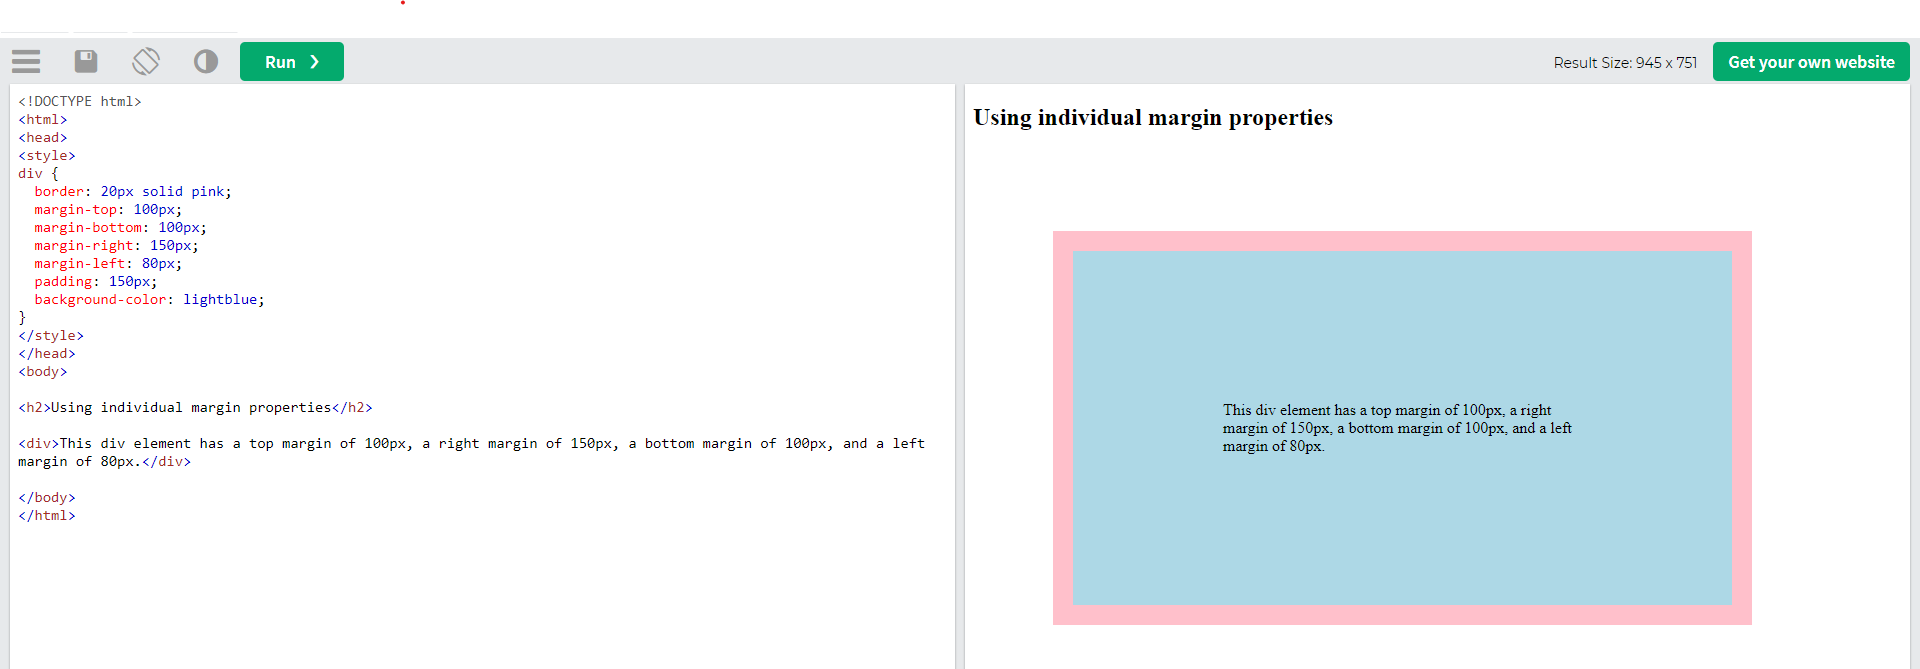 Run ❯
Result Size: 945 x 751
Get your own website
<!DOCTYPE html>
<html>
<head>
<style>
div {
  border: 20px solid pink;
  margin-top: 100px;
  margin-bottom: 100px;
  margin-right: 150px;
  margin-left: 80px;
  padding: 150px;
  background-color: lightblue;
}
</style>
</head>
<body>
<h2>Using individual margin properties</h2>
<div>This div element has a top margin of 100px, a right margin of 150px, a bottom margin of 100px, and a left
margin of 80px.</div>
</body>
</html>
Using individual margin properties
This div element has a top margin of 100px, a right
margin of 150px, a bottom margin of 100px, and a left
margin of 80px.